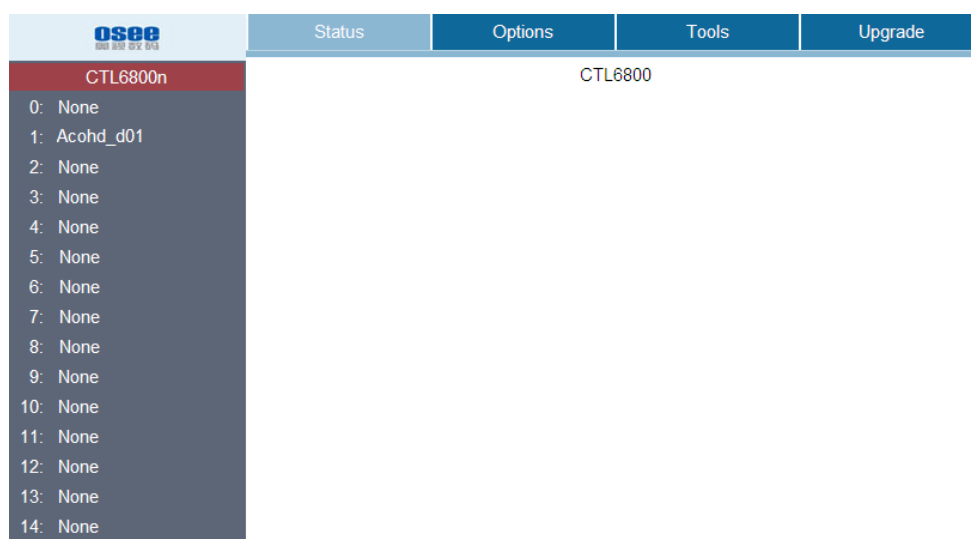 osee
Status Options Tools Upgrade
CTL6800n
CTL6800
0: None
1: Acohd_d01
2: None
3: None
4: None
5: None
6: None
7: None
8: None
9: None
10: None
11: None
12: None
13: None
14: None